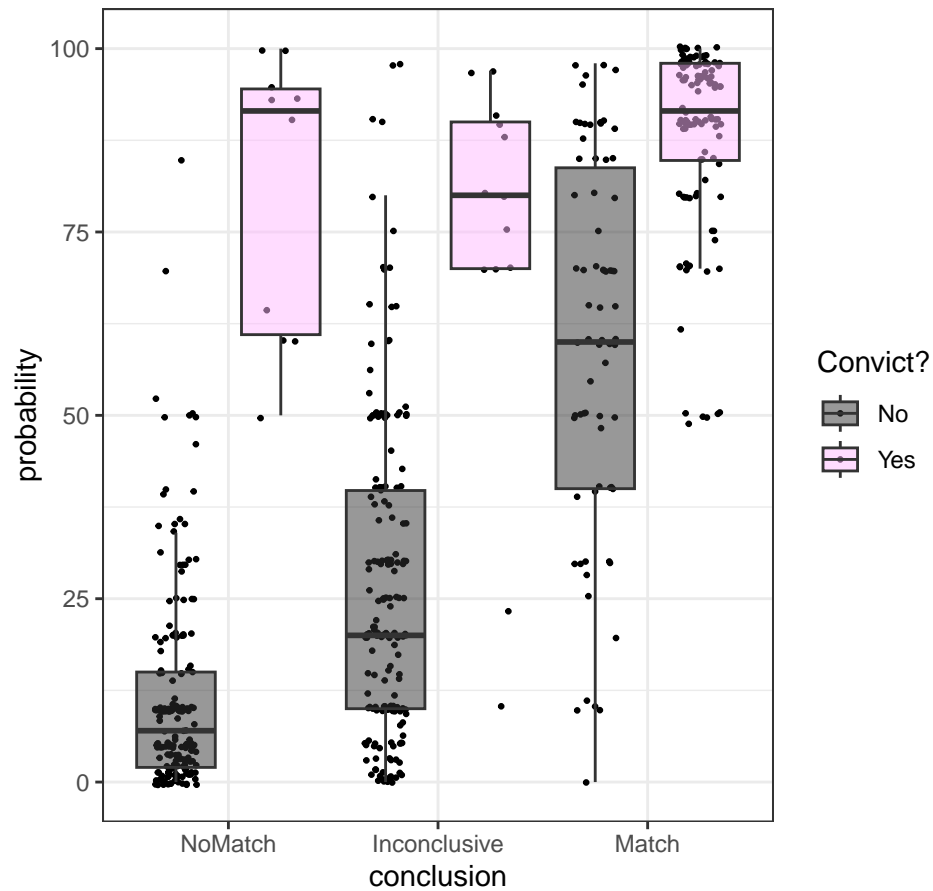 100
75
50
25
0
probability
NoMatch
Inconclusive
Match
conclusion
Convict?
No
Yes